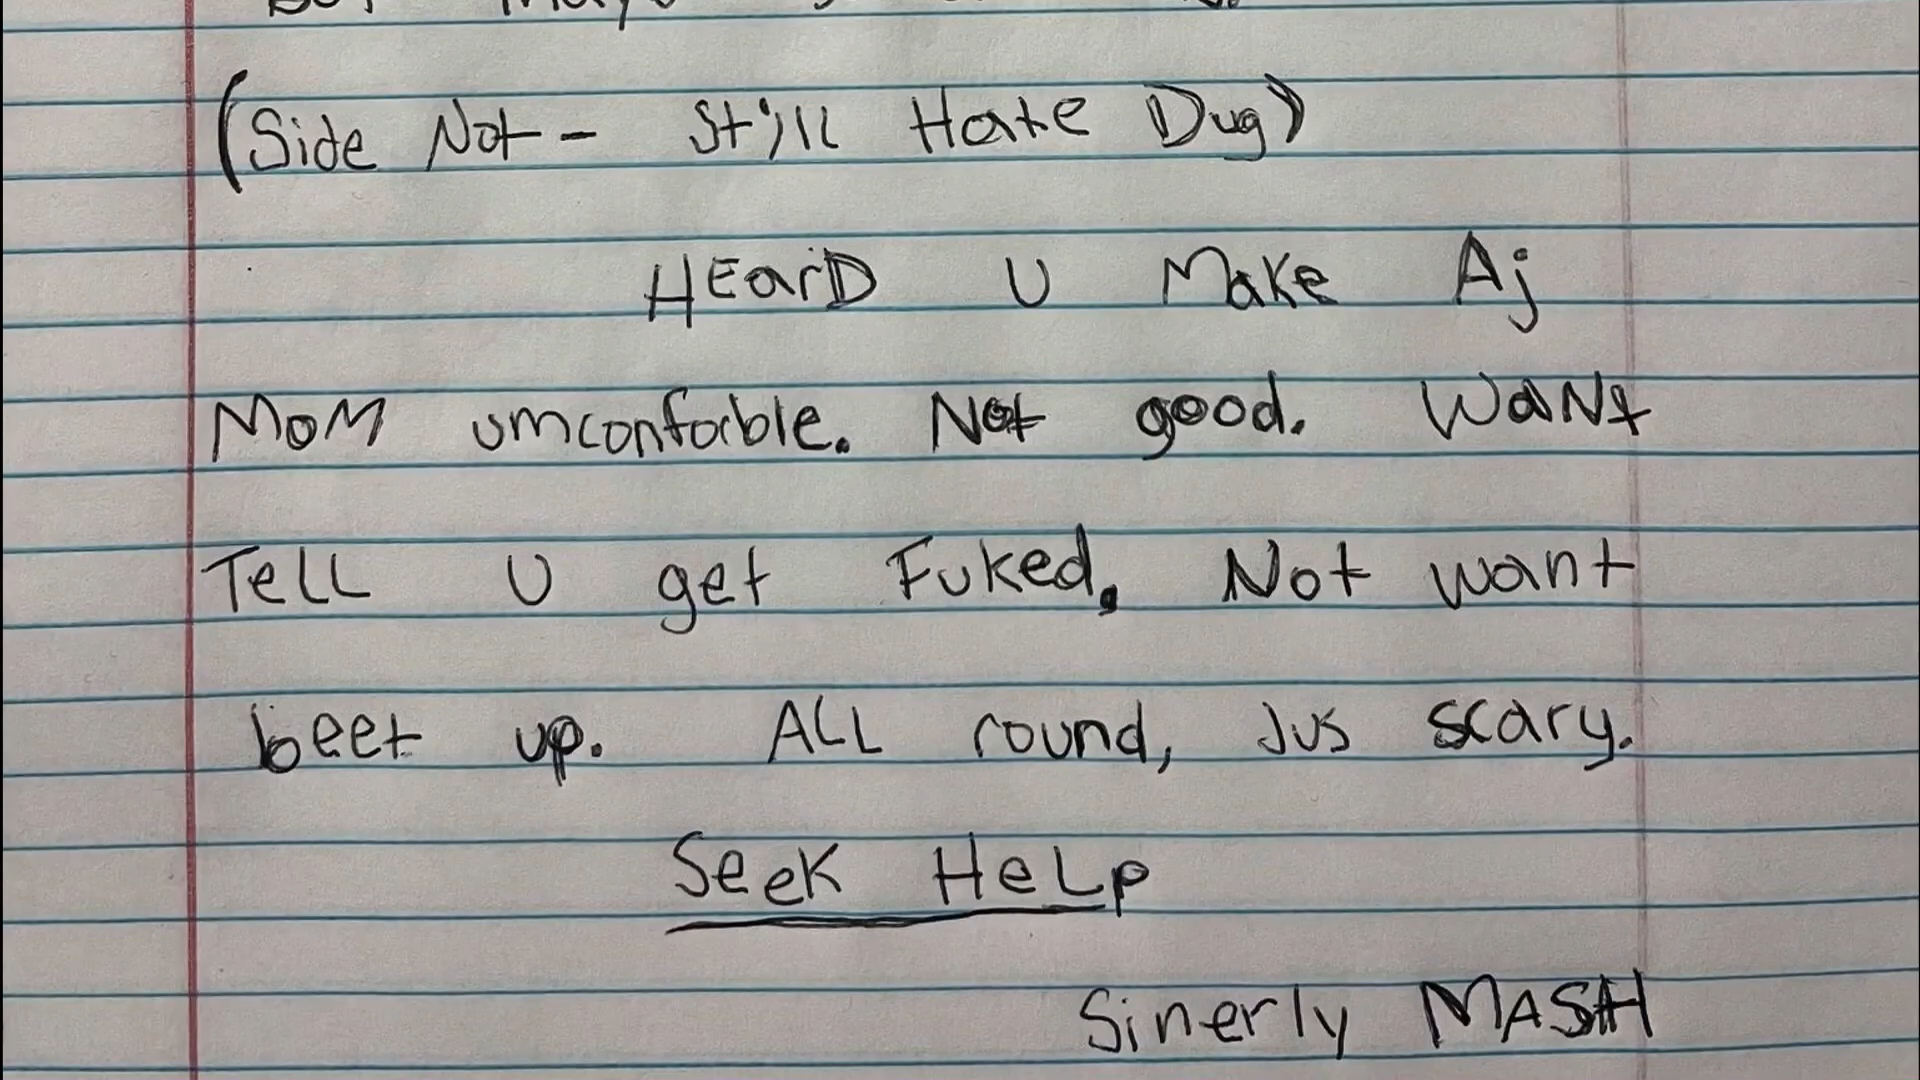 (Side Not - Still Hate Dug)
HEarD U Make Aj
MoM umconforble. Not good. WaNt
Tell U get Fuked. Not want
beet up. ALL round, Jus scary.
Seek HeLp
Sinerly MASH